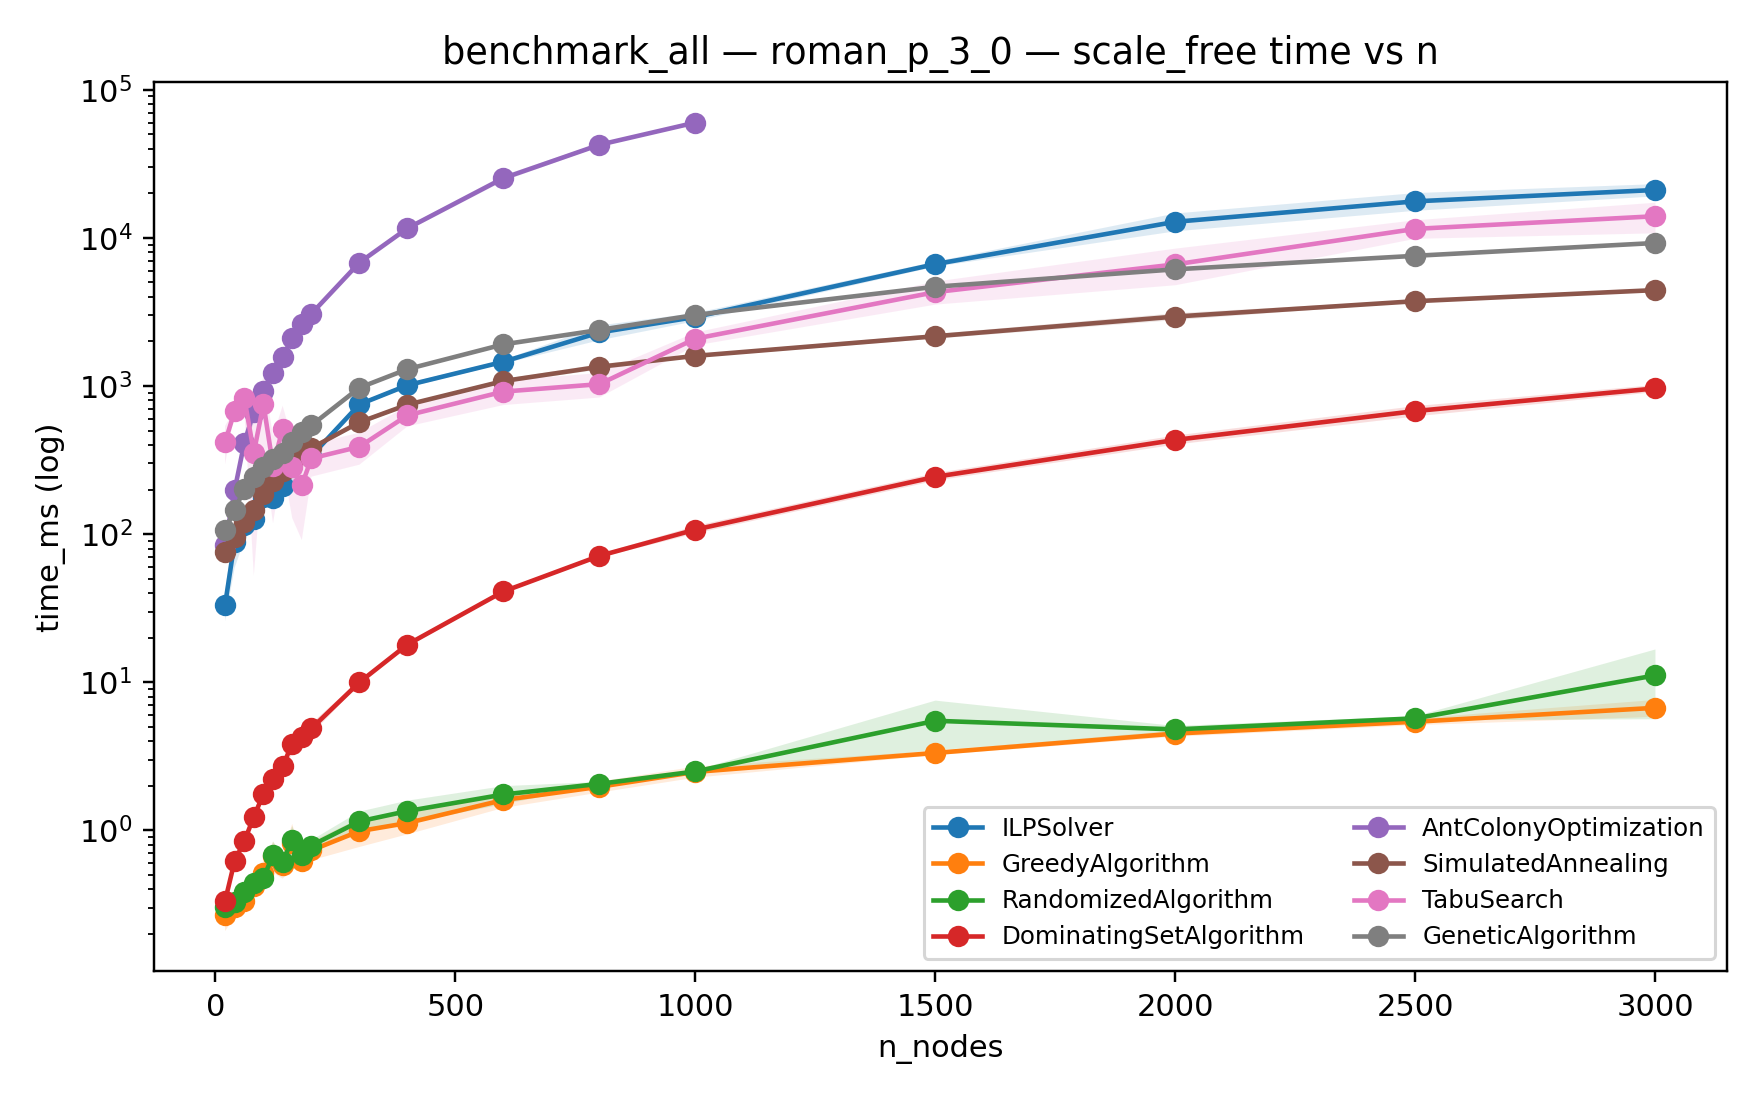 benchmark_all — roman_p_3_0 — scale_free time vs n
time_ms (log)
10^5
10^4
10^3
10^2
10^1
10^0
0 500 1000 1500 2000 2500 3000
n_nodes
ILPSolver
GreedyAlgorithm
RandomizedAlgorithm
DominatingSetAlgorithm
AntColonyOptimization
SimulatedAnnealing
TabuSearch
GeneticAlgorithm